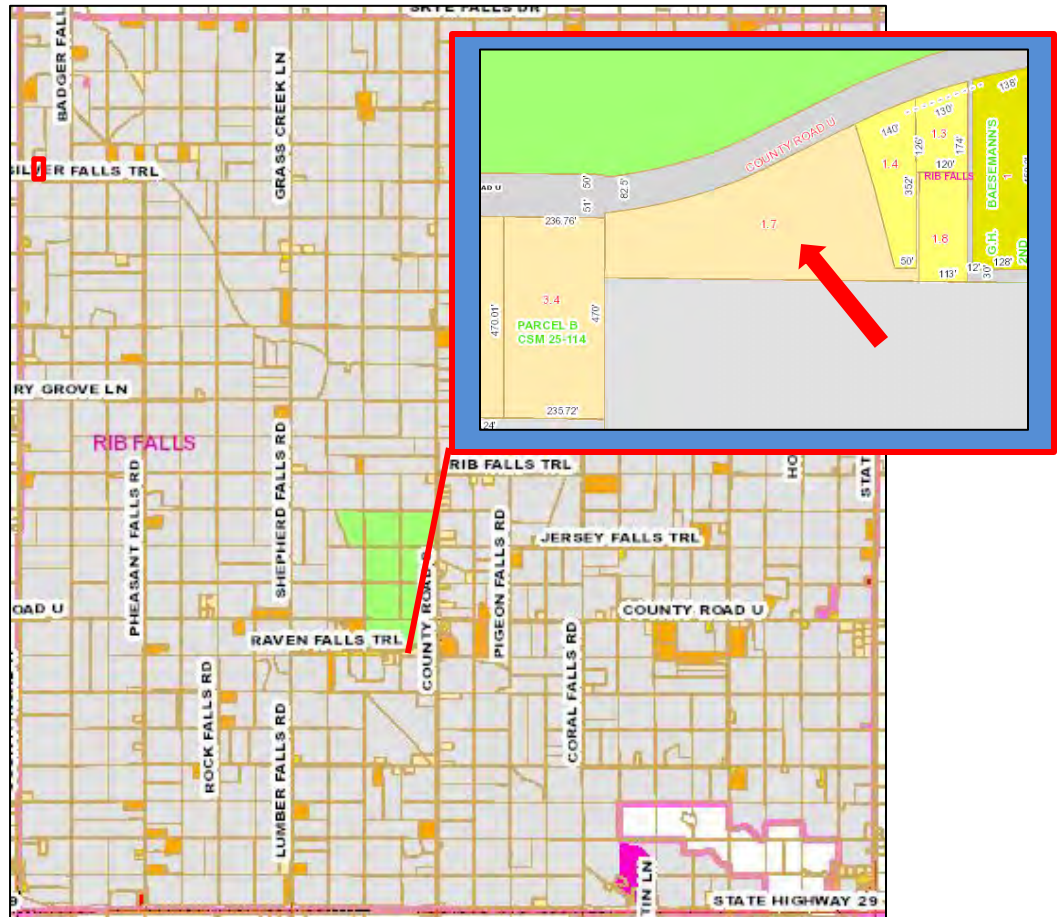 SKYE FALLS DR
BADGER FALL
GRASS CREEK LN
SILVER FALLS TRL
RY GROVE LN
RIB FALLS
SHEPHERD FALLS RD
PHEASANT FALLS RD
OAD U
RAVEN FALLS TRL
COUNTY ROAD
ROCK FALLS RD
LUMBER FALLS RD
RIB FALLS TRL
PIGEON FALLS RD
JERSEY FALLS TRL
COUNTY ROAD U
CORAL FALLS RD
HO
STAT
TIN LN
STATE HIGHWAY 29
9
COUNTY ROAD U
AD U
50'
51'
82.5'
236.76'
470.01'
3.4
PARCEL B
CSM 25-114
470'
235.72'
24'
1.7
140'
1.4
352'
50'
126'
130'
1.3
174'
120'
RIB FALLS
1.8
113'
12'
30'
138'
1
G.H. BAESEMANN'S
2ND
128'